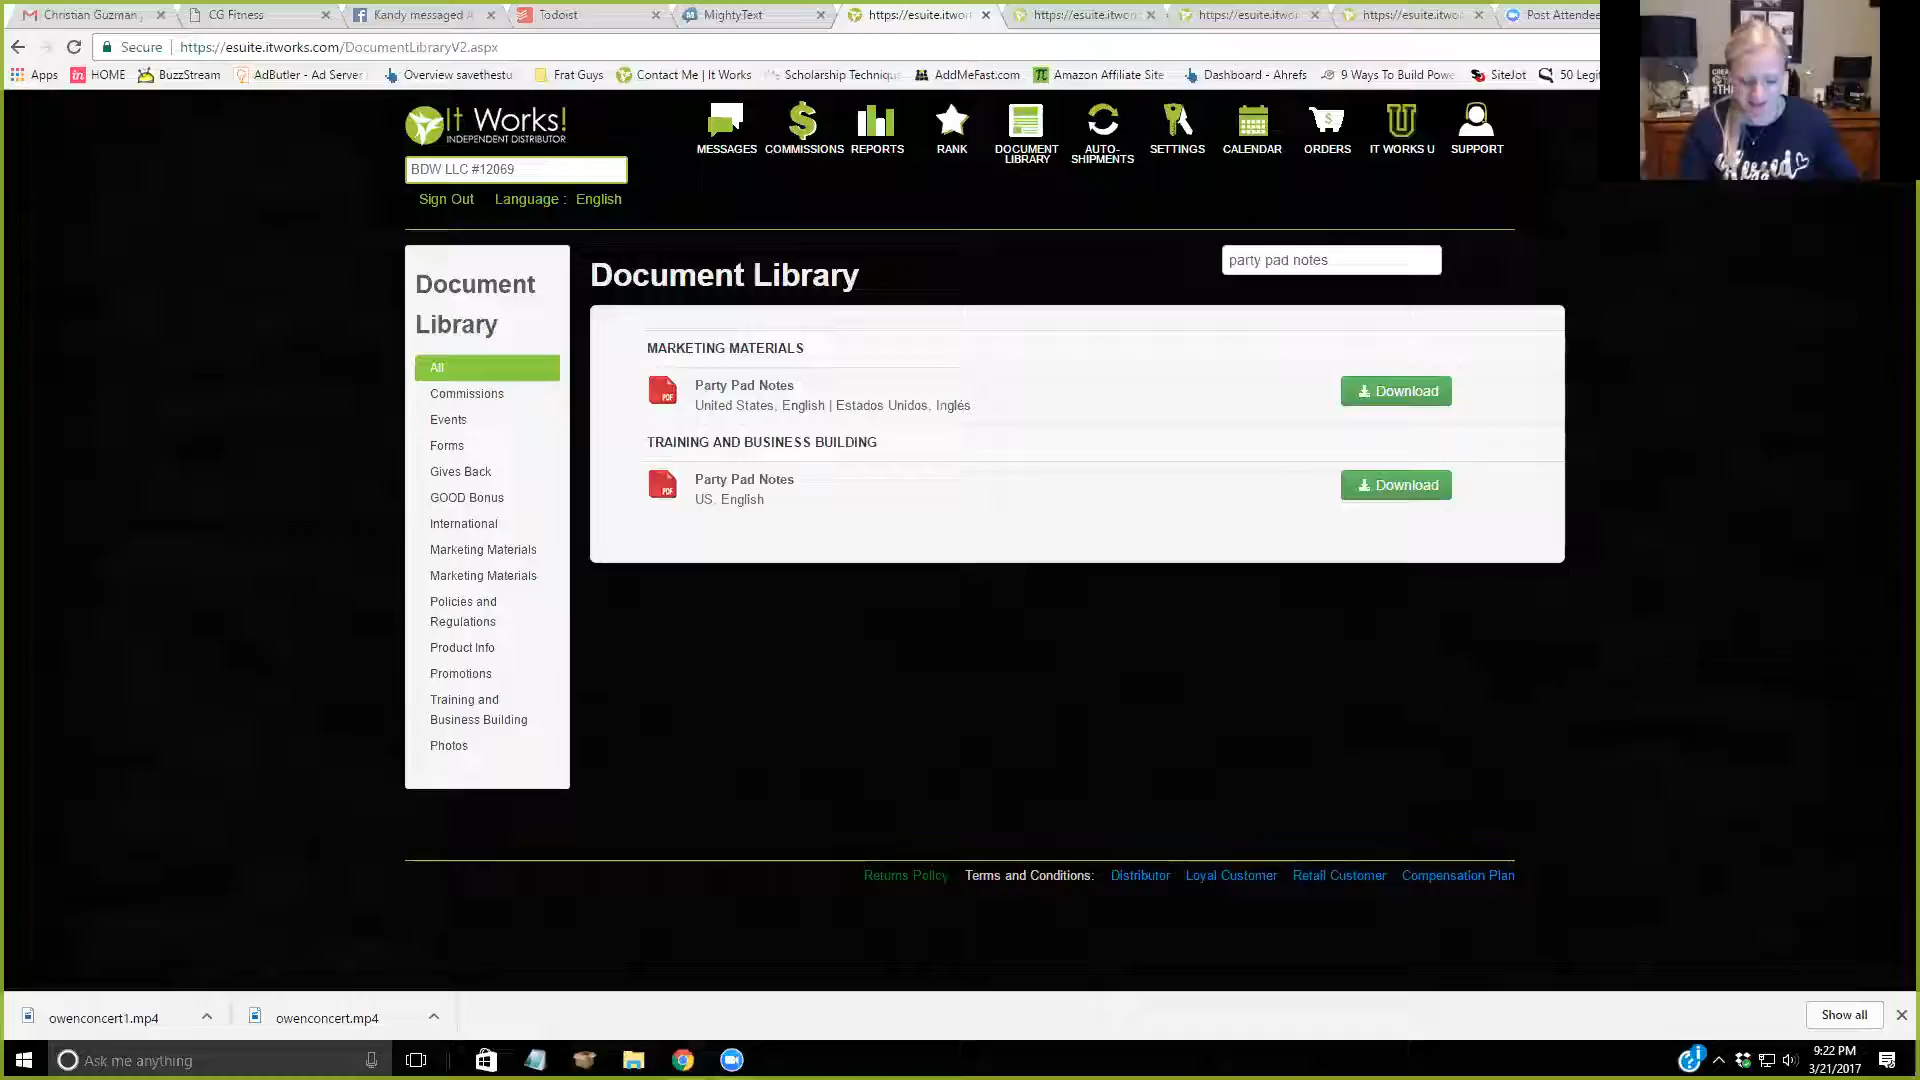 Christian Guzman
CG Fitness
Kandy messaged
Todoist
MightyText
https://esuite.itwor
https://esuite.itwor
https://esuite.itwo
https://esuite.itwo
Post Attendee
Secure
https://esuite.itworks.com/DocumentLibraryV2.aspx
Apps
HOME
BuzzStream
AdButler - Ad Server
Overview savethestu
Frat Guys
Contact Me | It Works
Scholarship Technique
AddMeFast.com
Amazon Affiliate Site
Dashboard - Ahrefs
9 Ways To Build Powe
SiteJot
50 Legi
It Works!
INDEPENDENT DISTRIBUTOR
BDW LLC #12069
Sign Out
Language :
English
MESSAGES
COMMISSIONS
REPORTS
RANK
DOCUMENT
LIBRARY
AUTO-
SHIPMENTS
SETTINGS
CALENDAR
ORDERS
IT WORKS U
SUPPORT
Blessed
Document
Library
All
Commissions
Events
Forms
Gives Back
GOOD Bonus
International
Marketing Materials
Marketing Materials
Policies and
Regulations
Product Info
Promotions
Training and
Business Building
Photos
Document Library
party pad notes
MARKETING MATERIALS
Party Pad Notes
United States, English | Estados Unidos, Inglés
Download
TRAINING AND BUSINESS BUILDING
Party Pad Notes
US, English
Download
Returns Policy
Terms and Conditions:
Distributor
Loyal Customer
Retail Customer
Compensation Plan
owenconcert1.mp4
owenconcert.mp4
Show all
Ask me anything
9:22 PM
3/21/2017